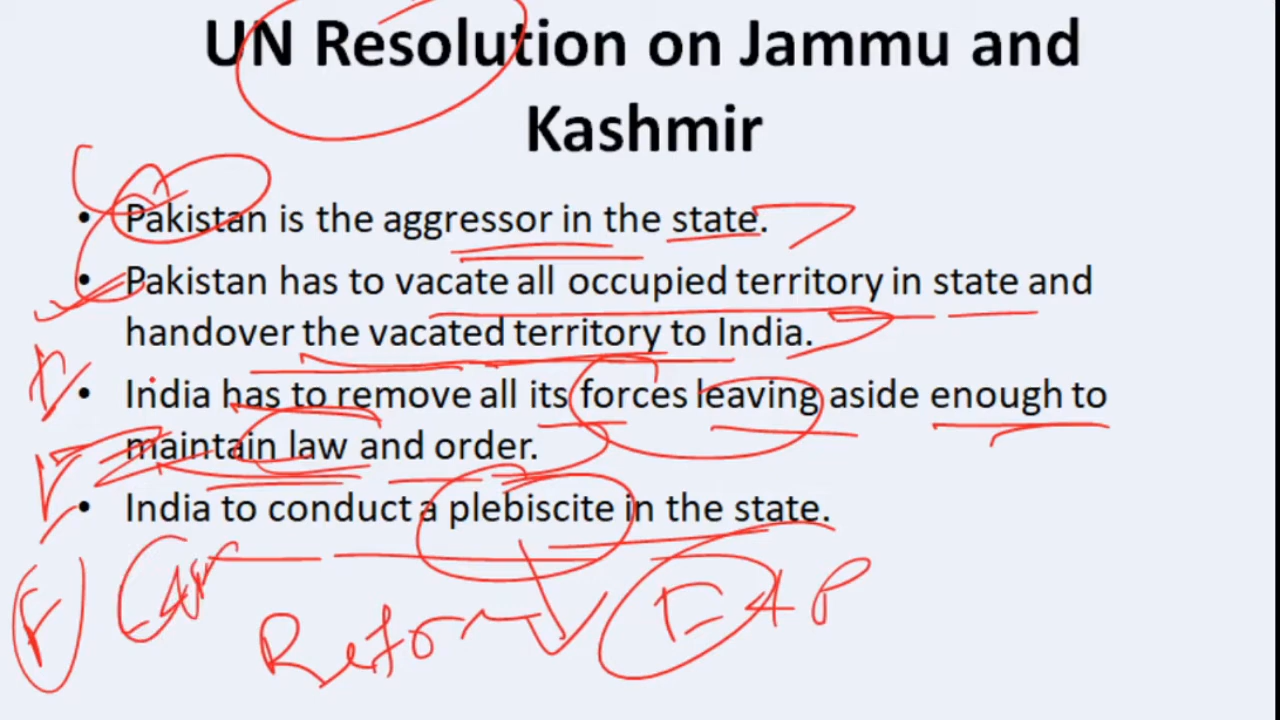 UN Resolution on Jammu and
Kashmir
• Pakistan is the aggressor in the state.
• Pakistan has to vacate all occupied territory in state and
handover the vacated territory to India.
• India has to remove all its forces leaving aside enough to
maintain law and order.
• India to conduct a plebiscite in the state.